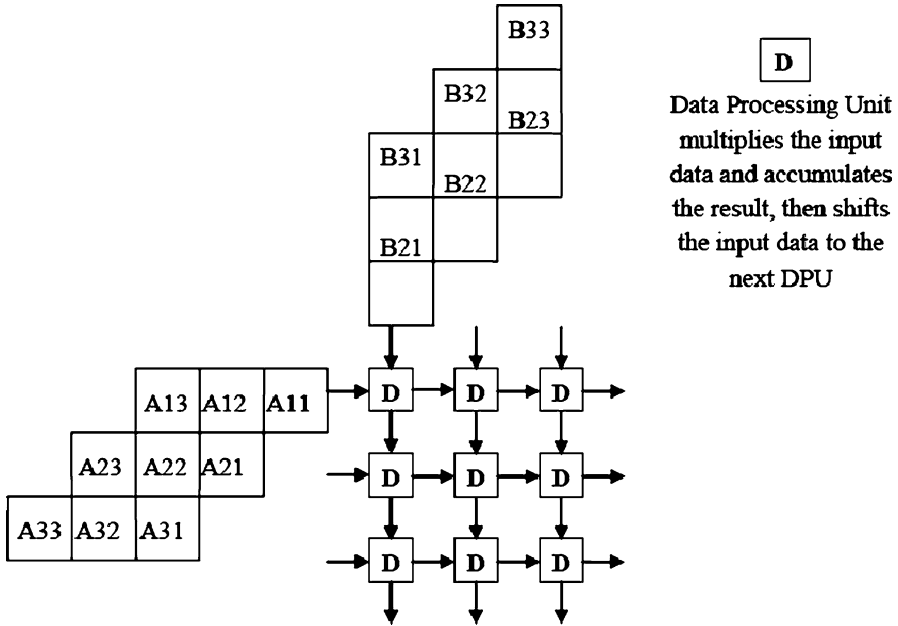 B33
B32
B23
B31
B22
B21
D
Data Processing Unit
multiplies the input
data and accumulates
the result, then shifts
the input data to the
next DPU
A13 A12 A11
A23 A22 A21
A33 A32 A31
D D D
D D D
D D D